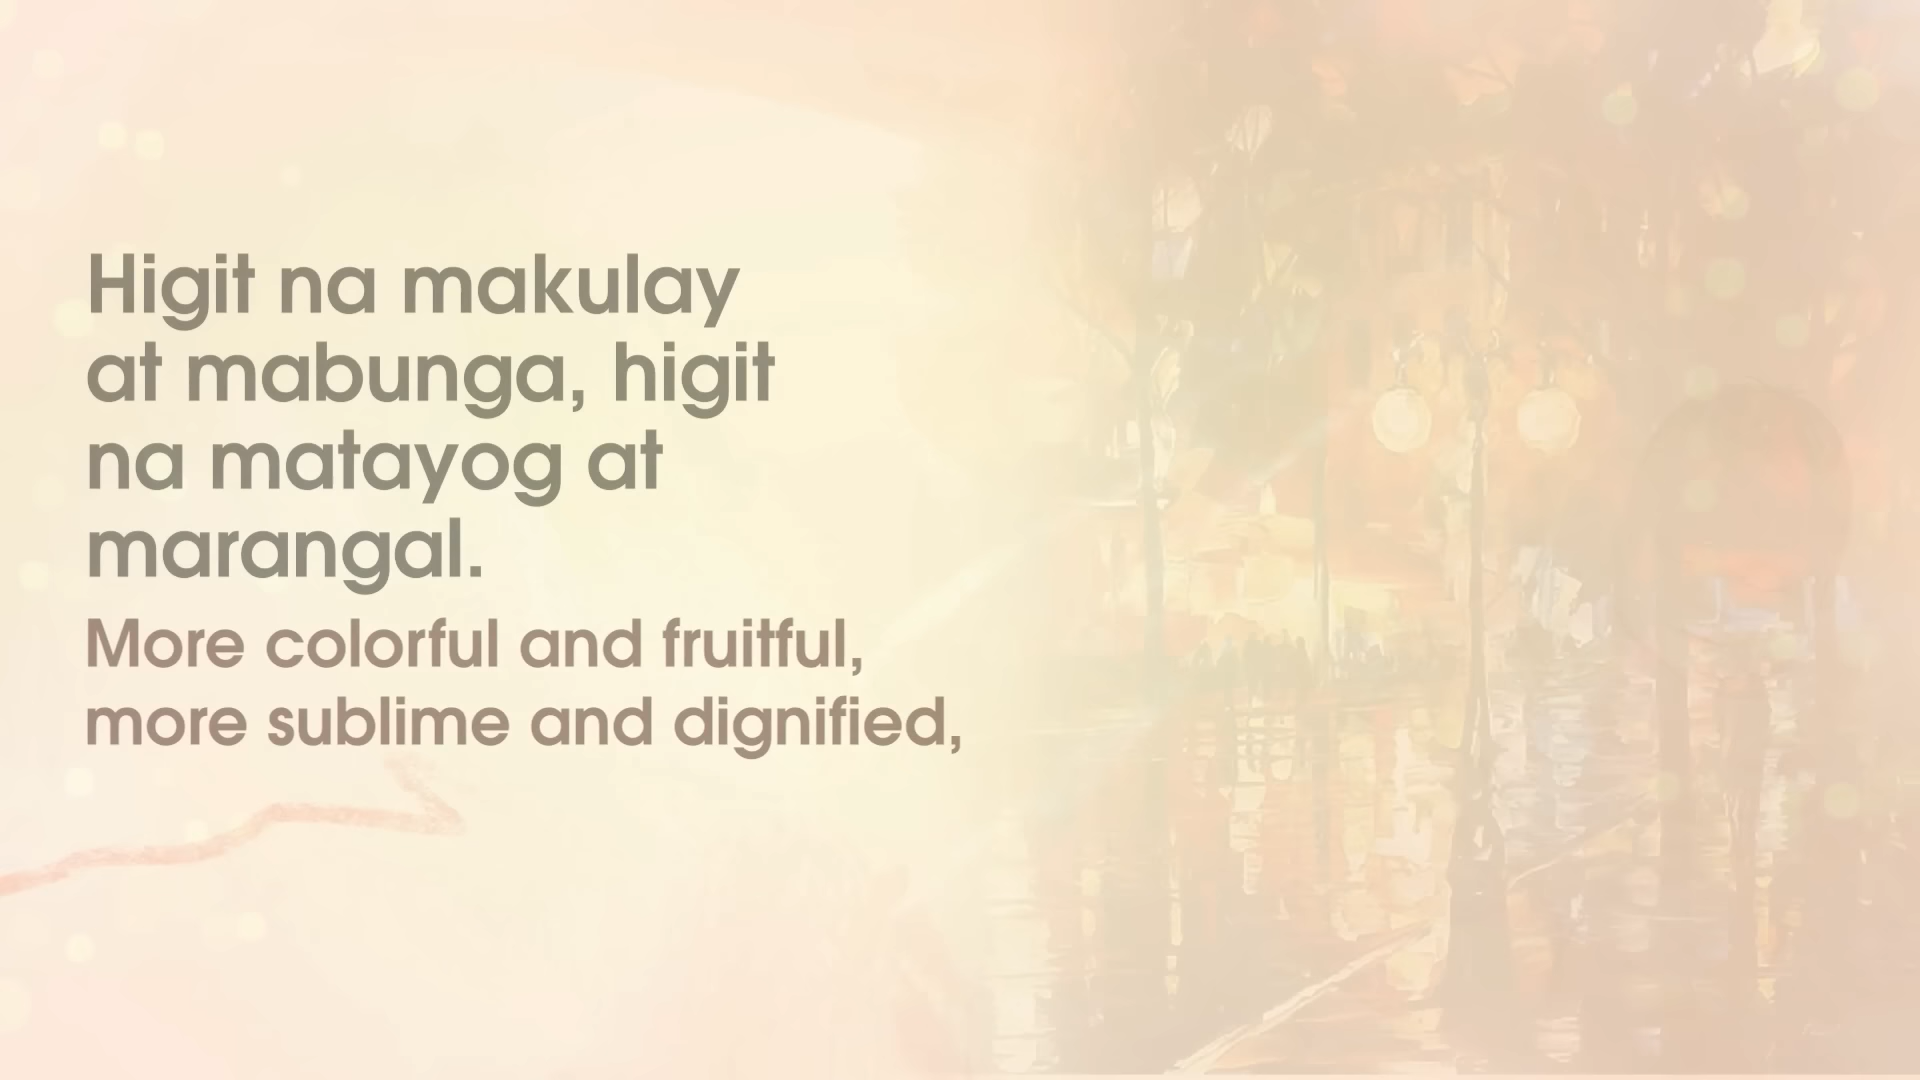 Higit na makulay
at mabunga, higit
na matayog at
marangal.
More colorful and fruitful,
more sublime and dignified,